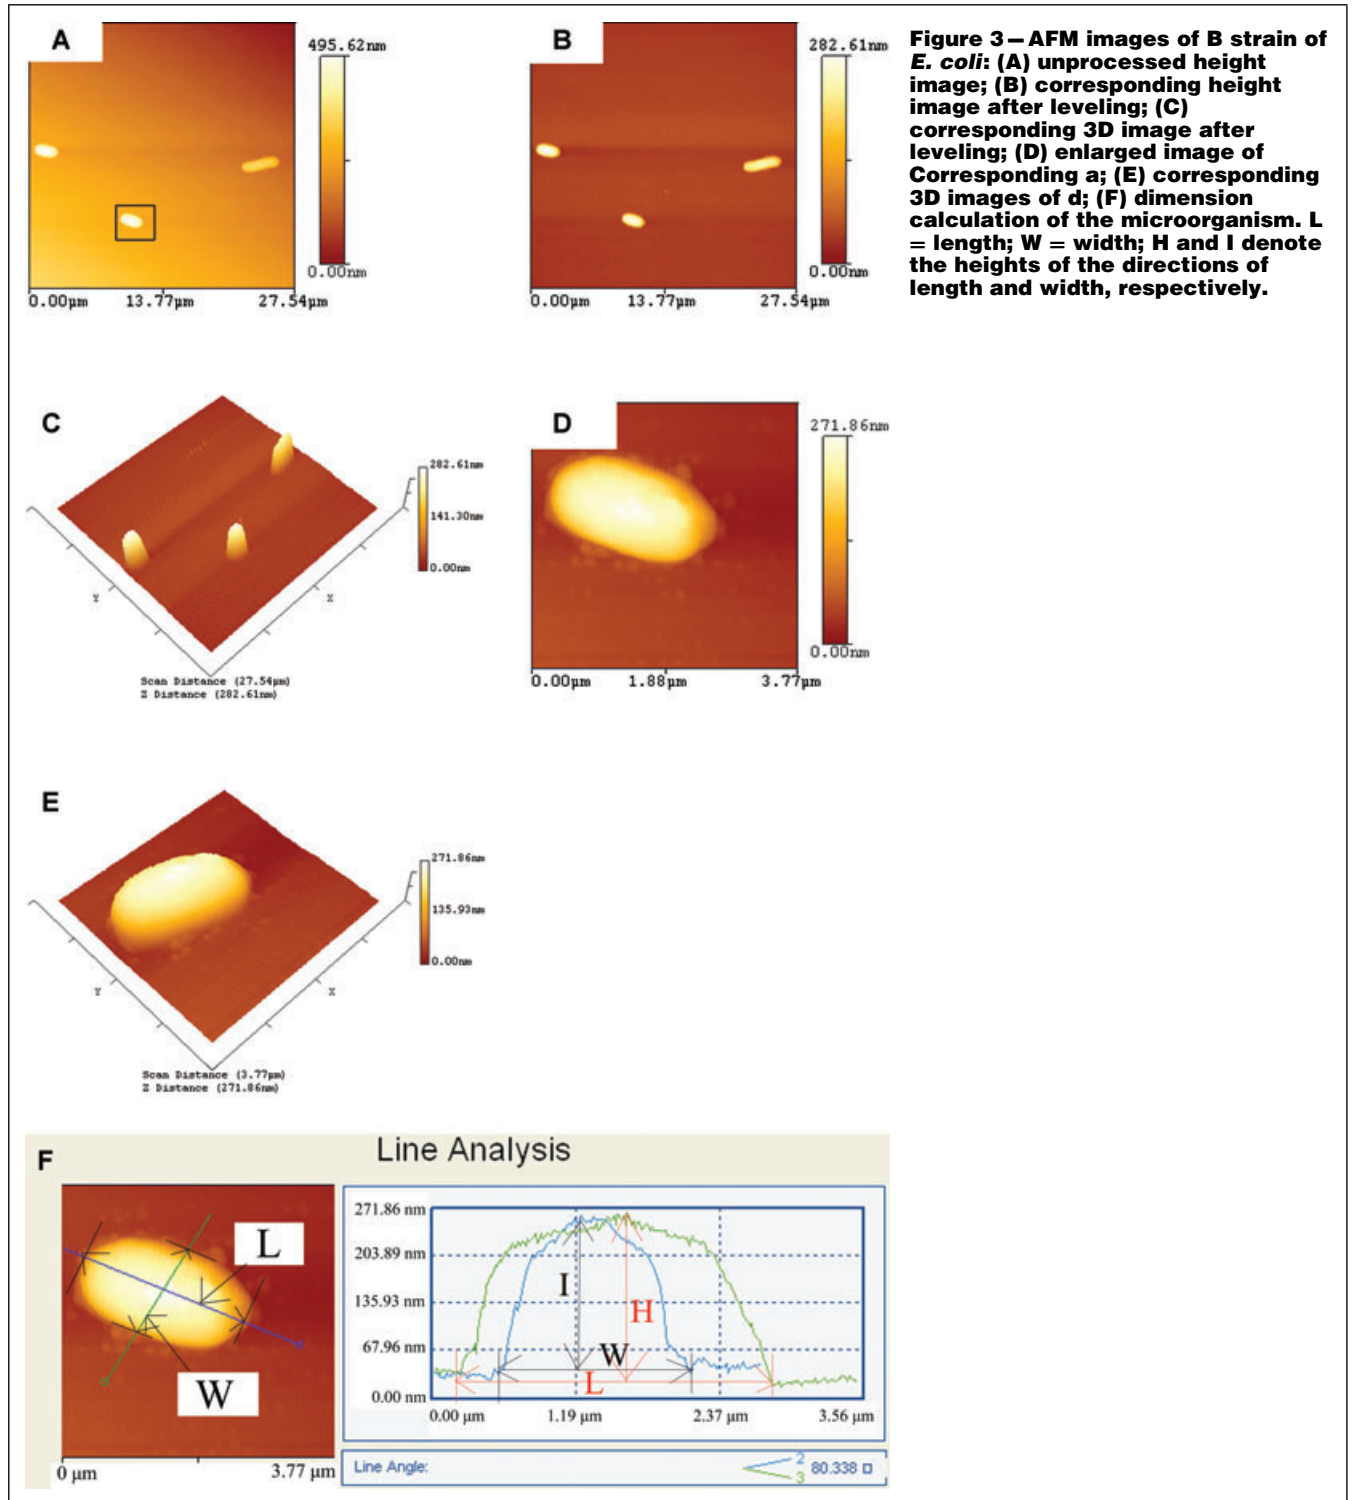 A
495.62nm
0.00nm
0.00µm 13.77µm 27.54µm
B
282.61nm
0.00nm
0.00µm 13.77µm 27.54µm
Figure 3—AFM images of B strain of
E. coli: (A) unprocessed height
image; (B) corresponding height
image after leveling; (C)
corresponding 3D image after
leveling; (D) enlarged image of
Corresponding a; (E) corresponding
3D images of d; (F) dimension
calculation of the microorganism. L
= length; W = width; H and I denote
the heights of the directions of
length and width, respectively.
C
282.61nm
141.30nm
0.00nm
Y
X
Scan Distance (27.54µm)
Z Distance (282.61nm)
D
271.86nm
0.00nm
0.00µm 1.88µm 3.77µm
E
271.86nm
135.93nm
0.00nm
Y
X
Scan Distance (3.77µm)
Z Distance (271.86nm)
F
Line Analysis
L
W
0 µm 3.77 µm
271.86 nm
203.89 nm
135.93 nm
67.96 nm
0.00 nm
I
H
W
L
0.00 µm 1.19 µm 2.37 µm 3.56 µm
Line Angle:
2
3
80.338 □